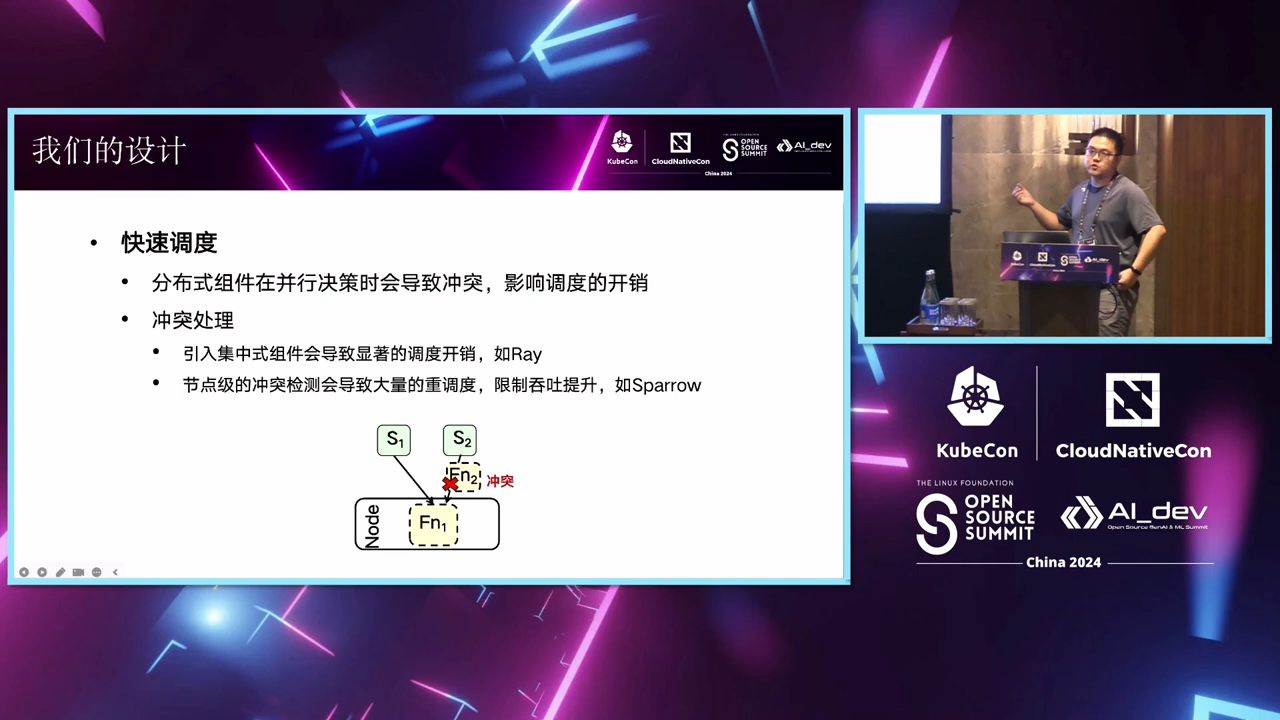 我们的设计
KubeCon
CloudNativeCon
THE LINUX FOUNDATION
OPEN SOURCE SUMMIT
AI_dev
China 2024
快速调度
分布式组件在并行决策时会导致冲突，影响调度的开销
冲突处理
引入集中式组件会导致显著的调度开销，如Ray
节点级的冲突检测会导致大量的重调度，限制吞吐提升，如Sparrow
S1
S2
Fn2
冲突
Node
Fn1
KubeCon
CloudNativeCon
THE LINUX FOUNDATION
OPEN
SOURCE
SUMMIT
AI_dev
Open Source GenAI & ML Summit
China 2024